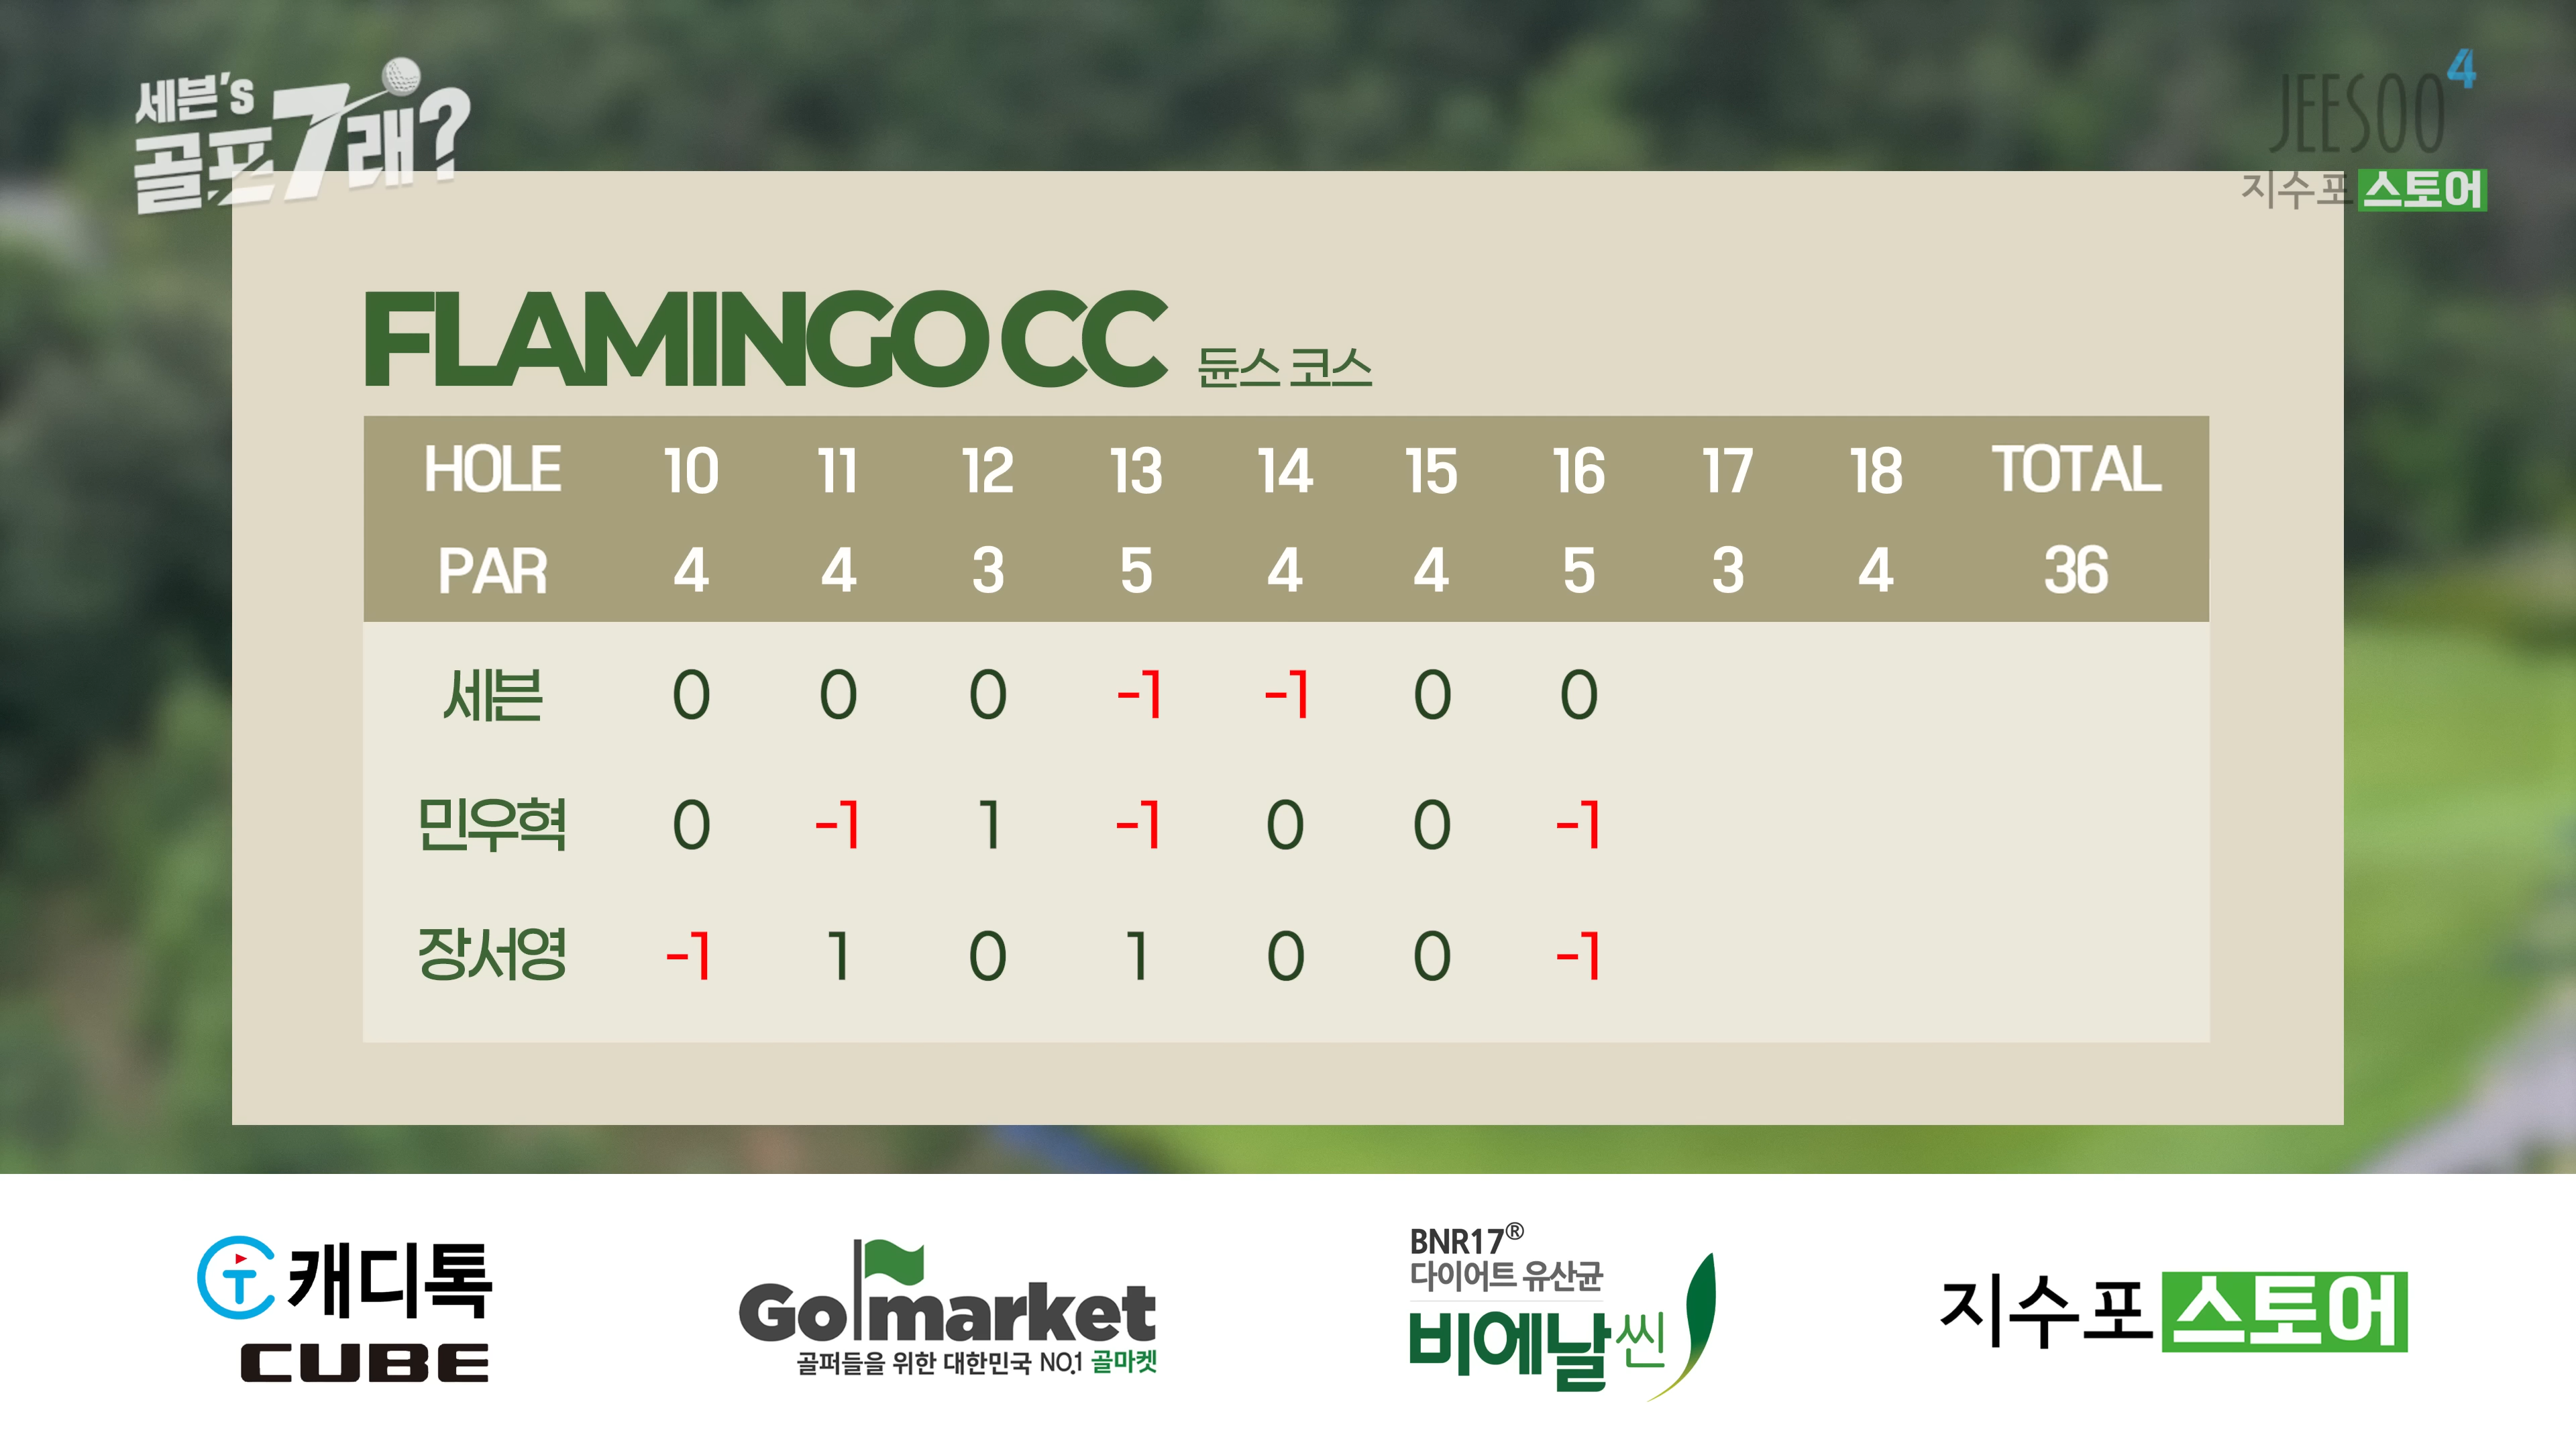 세븐's
골프7래?
JEESOO4
지수포 스토어
FLAMINGO CC 듄스 코스
HOLE 10 11 12 13 14 15 16 17 18 TOTAL
PAR 4 4 3 5 4 4 5 3 4 36
세븐 0 0 0 -1 -1 0 0
민우혁 0 -1 1 -1 0 0 -1
장서영 -1 1 0 1 0 0 -1
캐디톡
CUBE
Go market
골퍼들을 위한 대한민국 NO.1 골마켓
BNR17®
다이어트 유산균
비에날씬
지수포 스토어